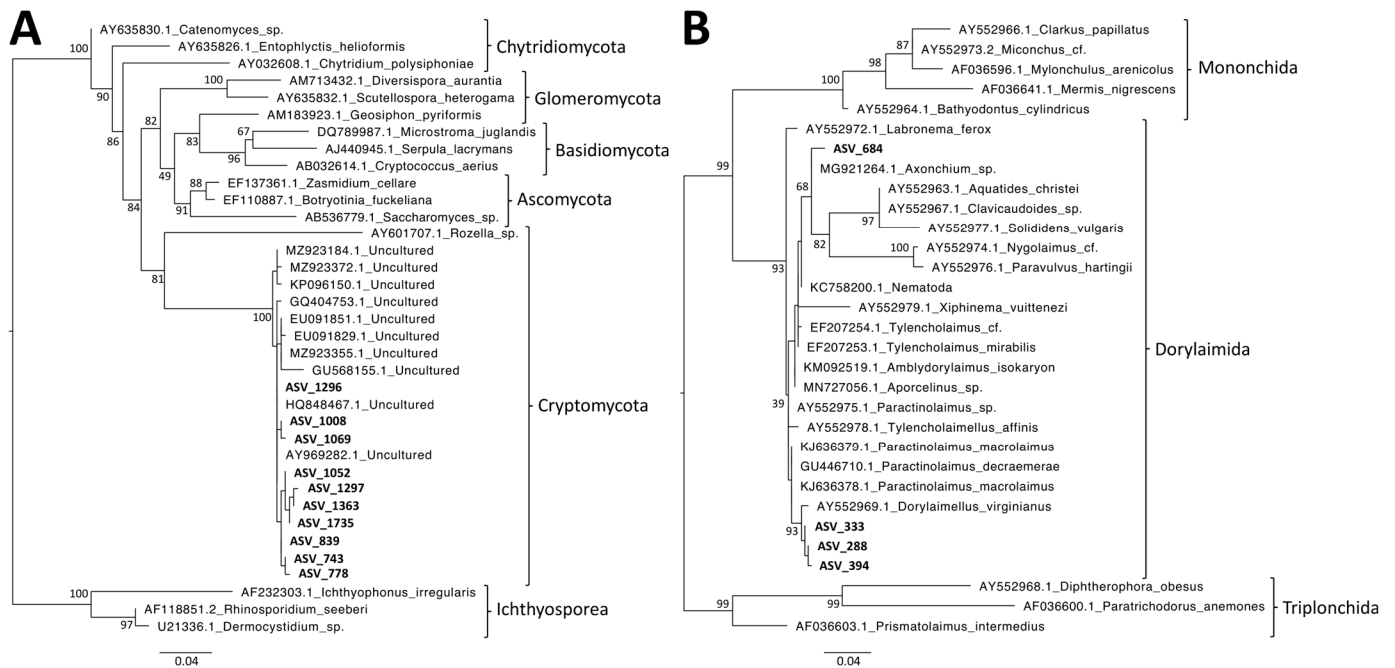 A
AY635830.1_Catenomyces_sp.
100
AY635826.1_Entophlyctis_helioformis
Chytridiomycota
AY032608.1_Chytridium_polysiphoniae
90
AM713432.1_Diversispora_aurantia
100
AY635832.1_Scutellospora_heterogama
Glomeromycota
AM183923.1_Geosiphon_pyriformis
82
86
DQ789987.1_Microstroma_juglandis
67
83
AJ440945.1_Serpula_lacrymans
Basidiomycota
96
AB032614.1_Cryptococcus_aerius
49
EF137361.1_Zasmidium_cellare
88
EF110887.1_Botryotinia_fuckeliana
Ascomycota
91
84
AB536779.1_Saccharomyces_sp.
AY601707.1_Rozella_sp.
81
MZ923184.1_Uncultured
MZ923372.1_Uncultured
KP096150.1_Uncultured
GQ404753.1_Uncultured
100
EU091851.1_Uncultured
EU091829.1_Uncultured
MZ923355.1_Uncultured
GU568155.1_Uncultured
ASV_1296
HQ848467.1_Uncultured
Cryptomycota
ASV_1008
ASV_1069
AY969282.1_Uncultured
ASV_1052
ASV_1297
ASV_1363
ASV_1735
ASV_839
ASV_743
ASV_778
100
AF232303.1_Ichthyophonus_irregularis
AF118851.2_Rhinosporidium_seeberi
Ichthyosporea
97
U21336.1_Dermocystidium_sp.
0.04
B
AY552966.1_Clarkus_papillatus
87
AY552973.2_Miconchus_cf.
98
AF036596.1_Mylonchulus_arenicolus
Mononchida
100
AF036641.1_Mermis_nigrescens
AY552964.1_Bathyodontus_cylindricus
AY552972.1_Labronema_ferox
ASV_684
99
MG921264.1_Axonchium_sp.
68
AY552963.1_Aquatides_christei
AY552967.1_Clavicaudoides_sp.
97
AY552977.1_Solididens_vulgaris
82
100
AY552974.1_Nygolaimus_cf.
93
AY552976.1_Paravulvus_hartingii
KC758200.1_Nematoda
AY552979.1_Xiphinema_vuittenezi
EF207254.1_Tylencholaimus_cf.
EF207253.1_Tylencholaimus_mirabilis
Dorylaimida
KM092519.1_Amblydorylaimus_isokaryon
MN727056.1_Aporcelinus_sp.
39
AY552975.1_Paractinolaimus_sp.
AY552978.1_Tylencholaimellus_affinis
KJ636379.1_Paractinolaimus_macrolaimus
GU446710.1_Paractinolaimus_decraemerae
KJ636378.1_Paractinolaimus_macrolaimus
AY552969.1_Dorylaimellus_virginianus
93
ASV_333
ASV_288
ASV_394
AY552968.1_Diphtherophora_obesus
99
99
AF036600.1_Paratrichodorus_anemones
Triplonchida
AF036603.1_Prismatolaimus_intermedius
0.04